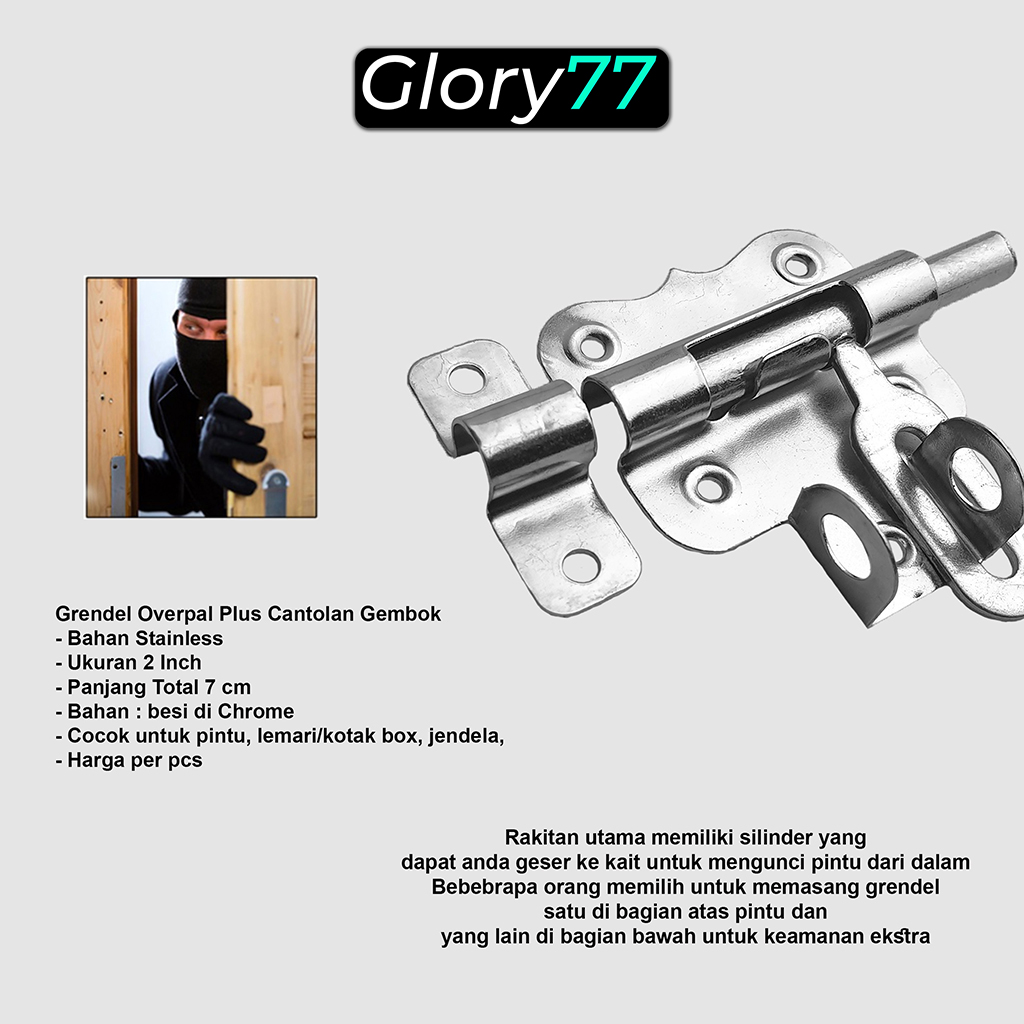 Glory77
Grendel Overpal Plus Cantolan Gembok
- Bahan Stainless
- Ukuran 2 Inch
- Panjang Total 7 cm
- Bahan : besi di Chrome
- Cocok untuk pintu, lemari/kotak box, jendela,
- Harga per pcs
Rakitan utama memiliki silinder yang
dapat anda geser ke kait untuk mengunci pintu dari dalam
Bebebrapa orang memilih untuk memasang grendel
satu di bagian atas pintu dan
yang lain di bagian bawah untuk keamanan ekstra